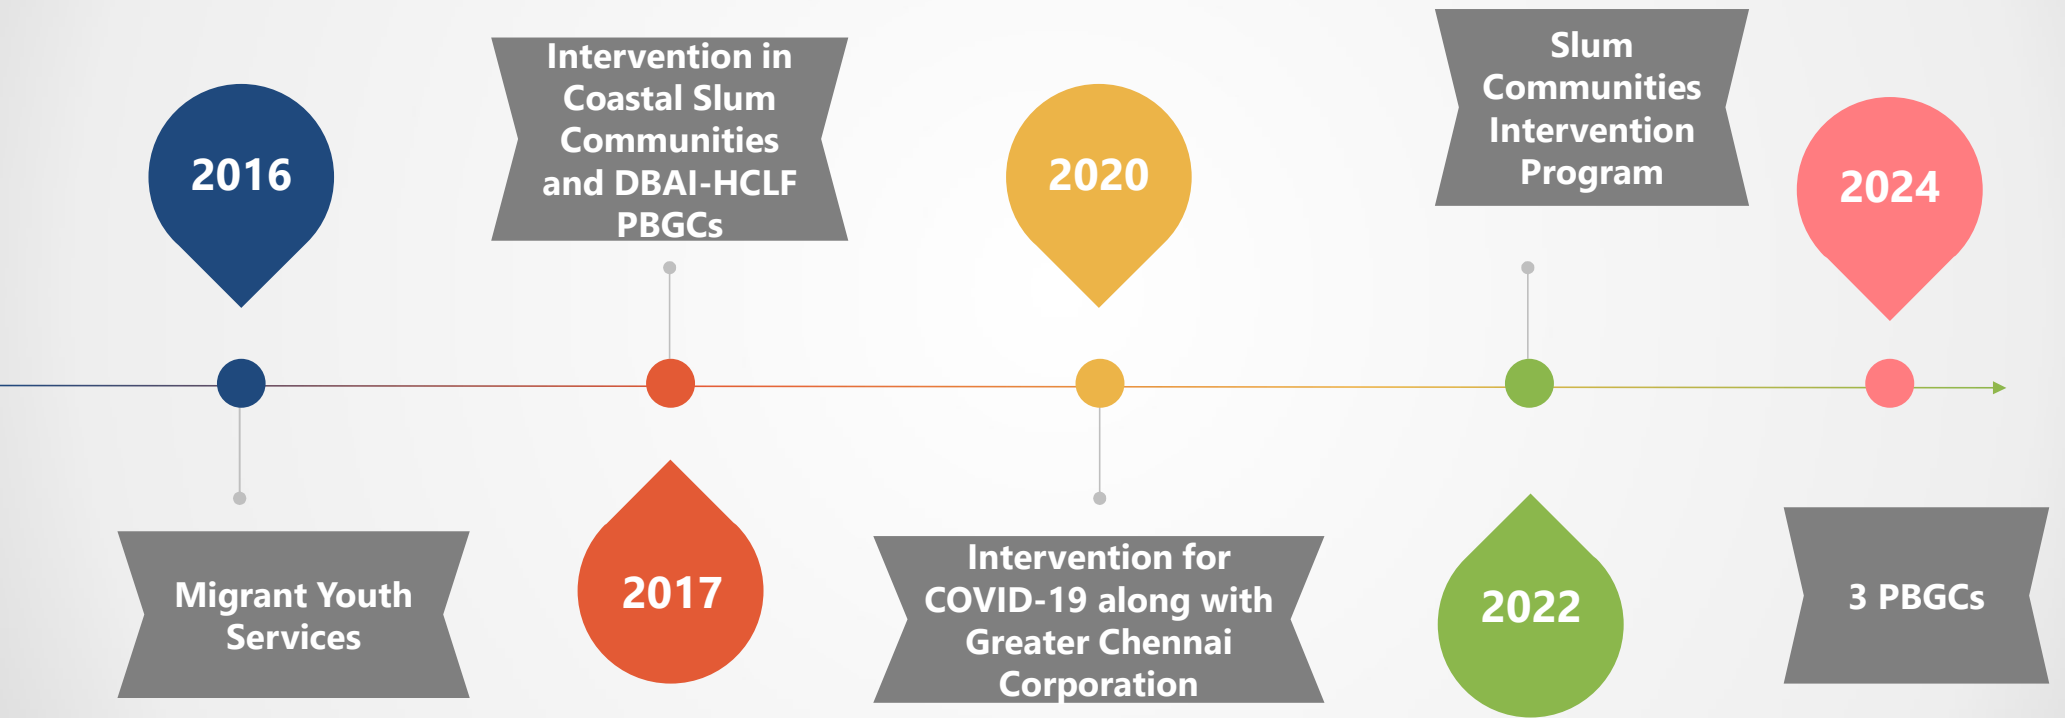 2016
Migrant Youth
Services
Intervention in
Coastal Slum
Communities
and DBAI-HCLF
PBGCs
2017
2020
Intervention for
COVID-19 along with
Greater Chennai
Corporation
Slum
Communities
Intervention
Program
2022
2024
3 PBGCs